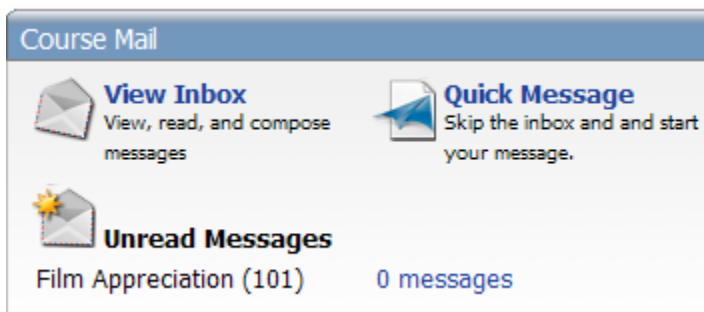 Course Mail
View Inbox
View, read, and compose
messages
Quick Message
Skip the inbox and and start
your message.
Unread Messages
Film Appreciation (101) 0 messages